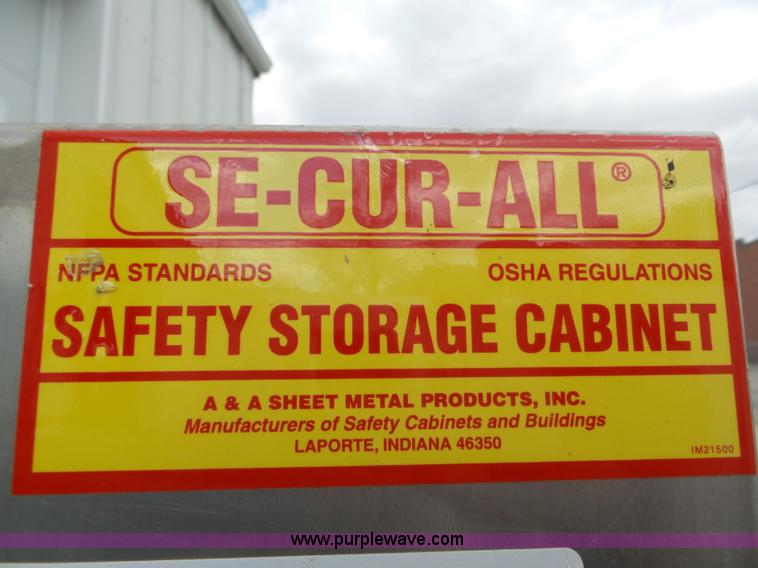 SE-CUR-ALL®
NFPA STANDARDS OSHA REGULATIONS
SAFETY STORAGE CABINET
A & A SHEET METAL PRODUCTS, INC.
Manufacturers of Safety Cabinets and Buildings
LAPORTE, INDIANA 46350
IM21500
www.purplewave.com